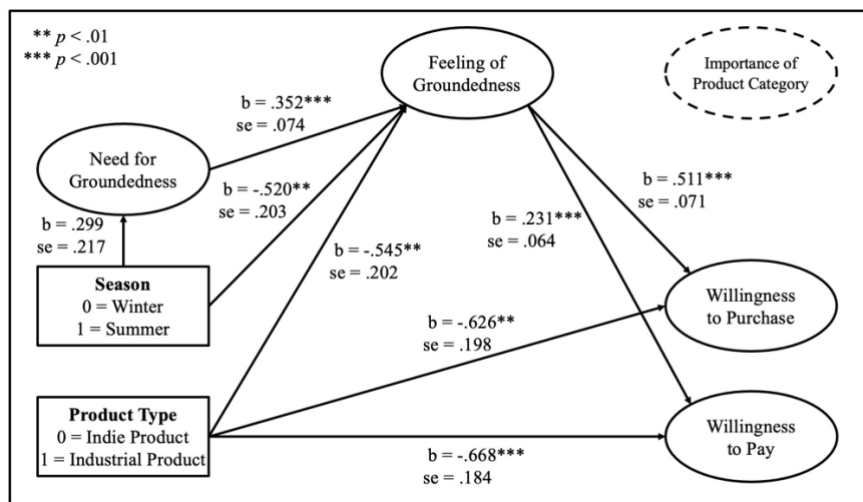 ** p < .01
*** p < .001
Feeling of
Groundedness
Importance of
Product Category
b = .352***
se = .074
Need for
Groundedness
b = -.520**
se = .203
b = .511***
se = .071
b = .299
se = .217
b = .231***
se = .064
b = -.545**
se = .202
Season
0 = Winter
1 = Summer
Willingness
to Purchase
b = -.626**
se = .198
Product Type
0 = Indie Product
1 = Industrial Product
Willingness
to Pay
b = -.668***
se = .184